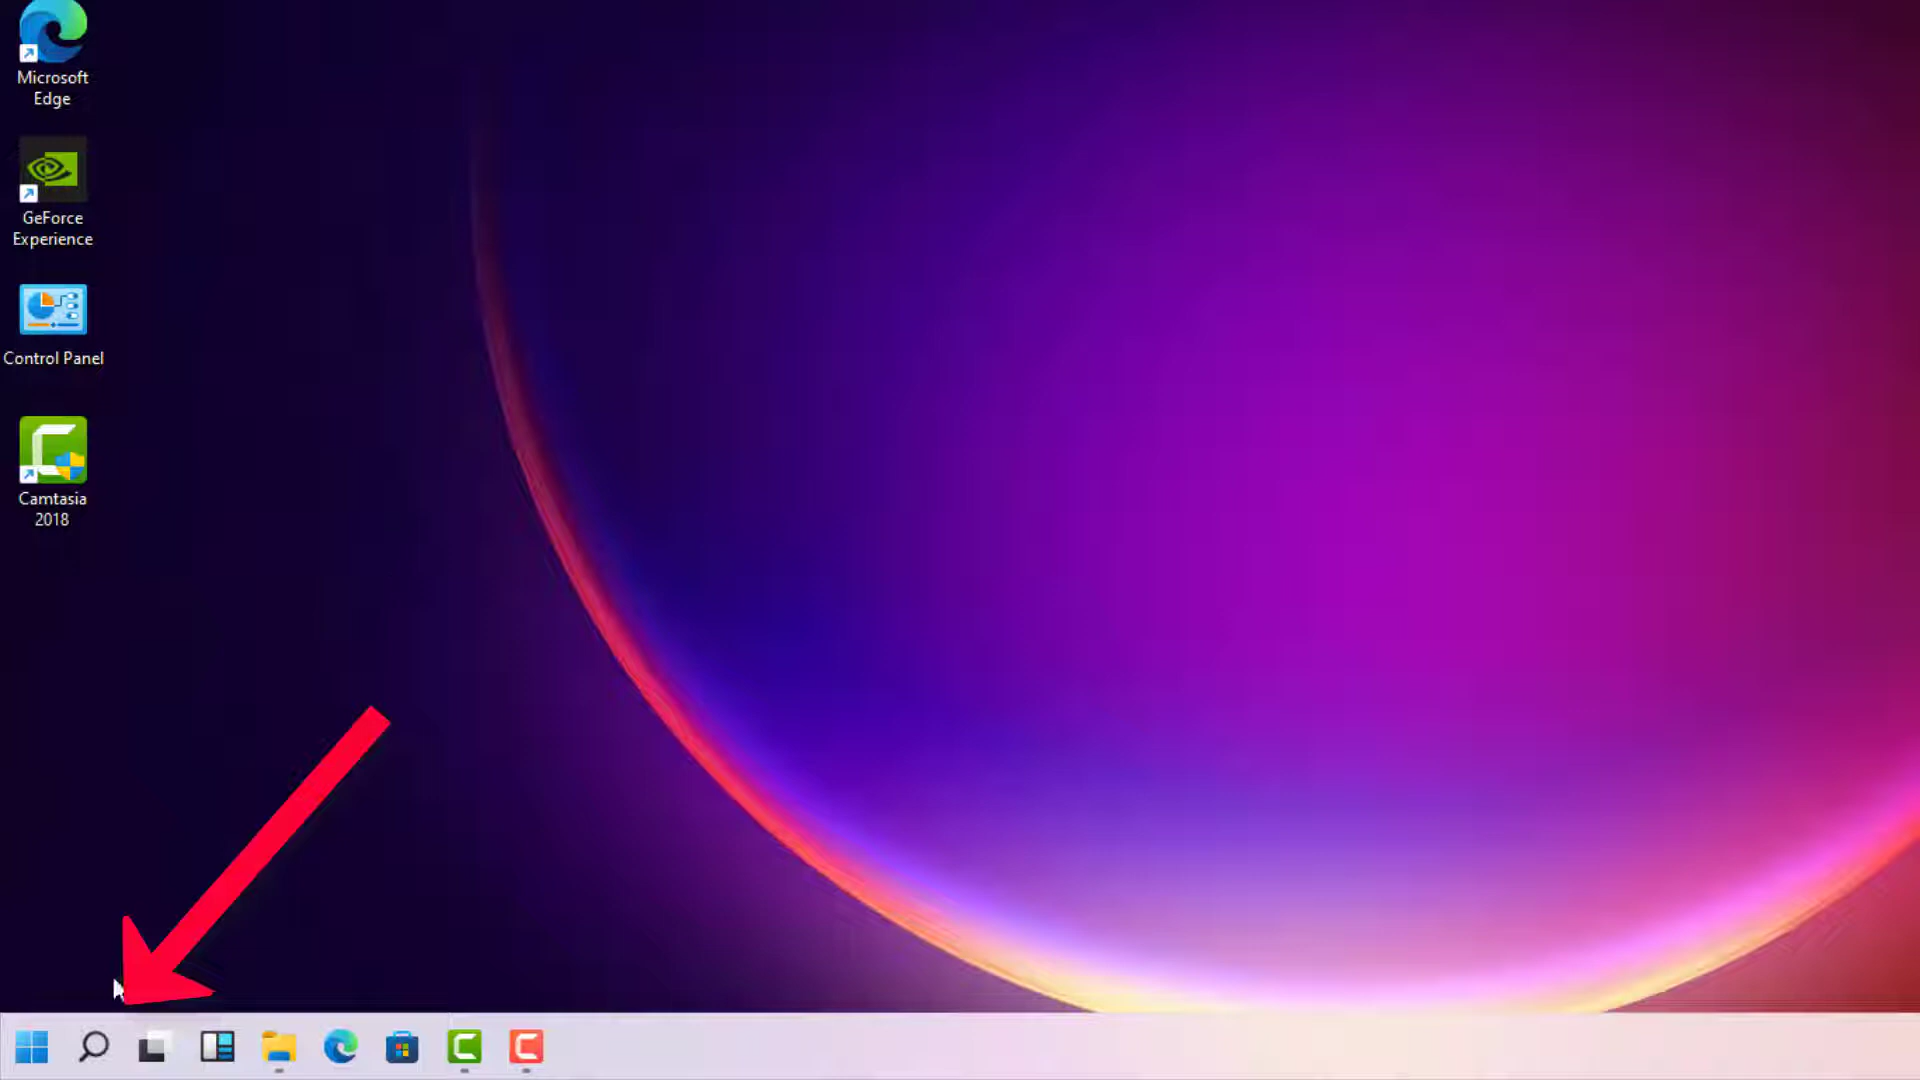 Microsoft
Edge
GeForce
Experience
Control Panel
Camtasia
2018